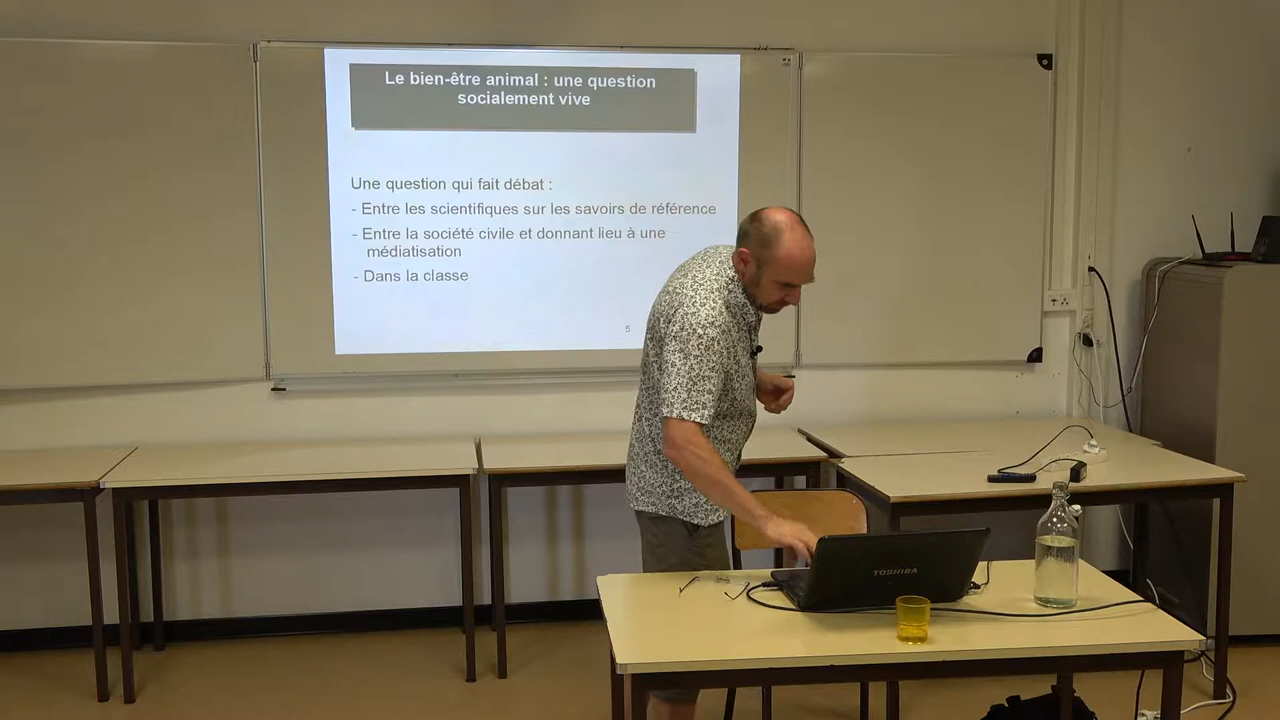 Le bien-être animal : une question
socialement vive
Une question qui fait débat :
- Entre les scientifiques sur les savoirs de référence
- Entre la société civile et donnant lieu à une
médiatisation
- Dans la classe
5
TOSHIBA